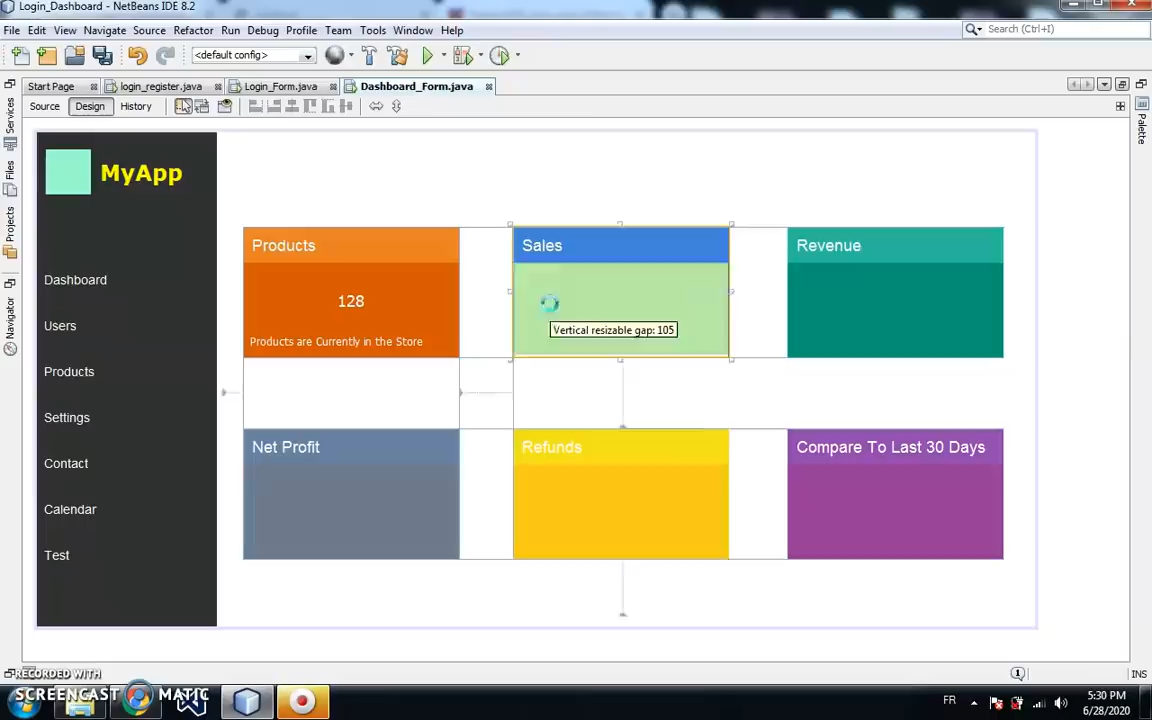 Login_Dashboard - NetBeans IDE 8.2
File Edit View Navigate Source Refactor Run Debug Profile Team Tools Window Help
Search (Ctrl+I)
<default config>
Start Page login_register.java Login_Form.java Dashboard_Form.java
Source Design History
Services
Files
Projects
Navigator
Palette
MyApp
Dashboard
Users
Products
Settings
Contact
Calendar
Test
Products
128
Products are Currently in the Store
Sales
Vertical resizable gap: 105
Revenue
Net Profit
Refunds
Compare To Last 30 Days
1
INS
RECORDED WITH
SCREENCAST MATIC
FR
5:30 PM
6/28/2020